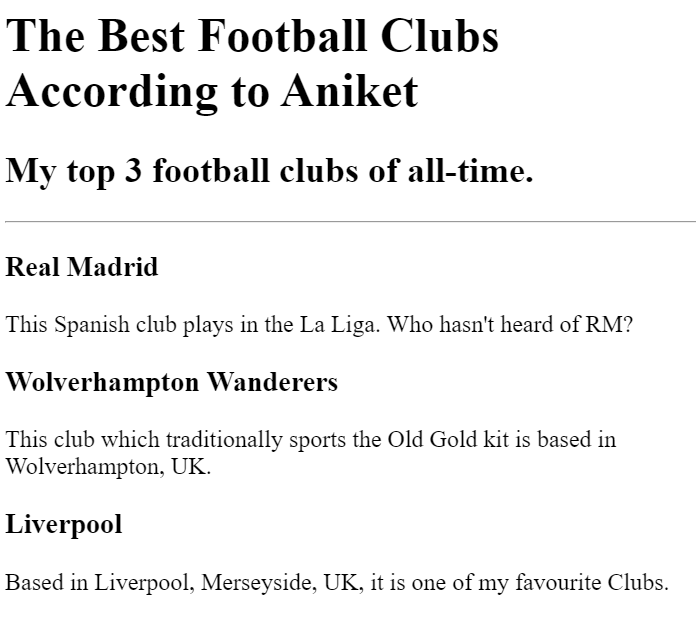 The Best Football Clubs
According to Aniket
My top 3 football clubs of all-time.
Real Madrid
This Spanish club plays in the La Liga. Who hasn't heard of RM?
Wolverhampton Wanderers
This club which traditionally sports the Old Gold kit is based in
Wolverhampton, UK.
Liverpool
Based in Liverpool, Merseyside, UK, it is one of my favourite Clubs.